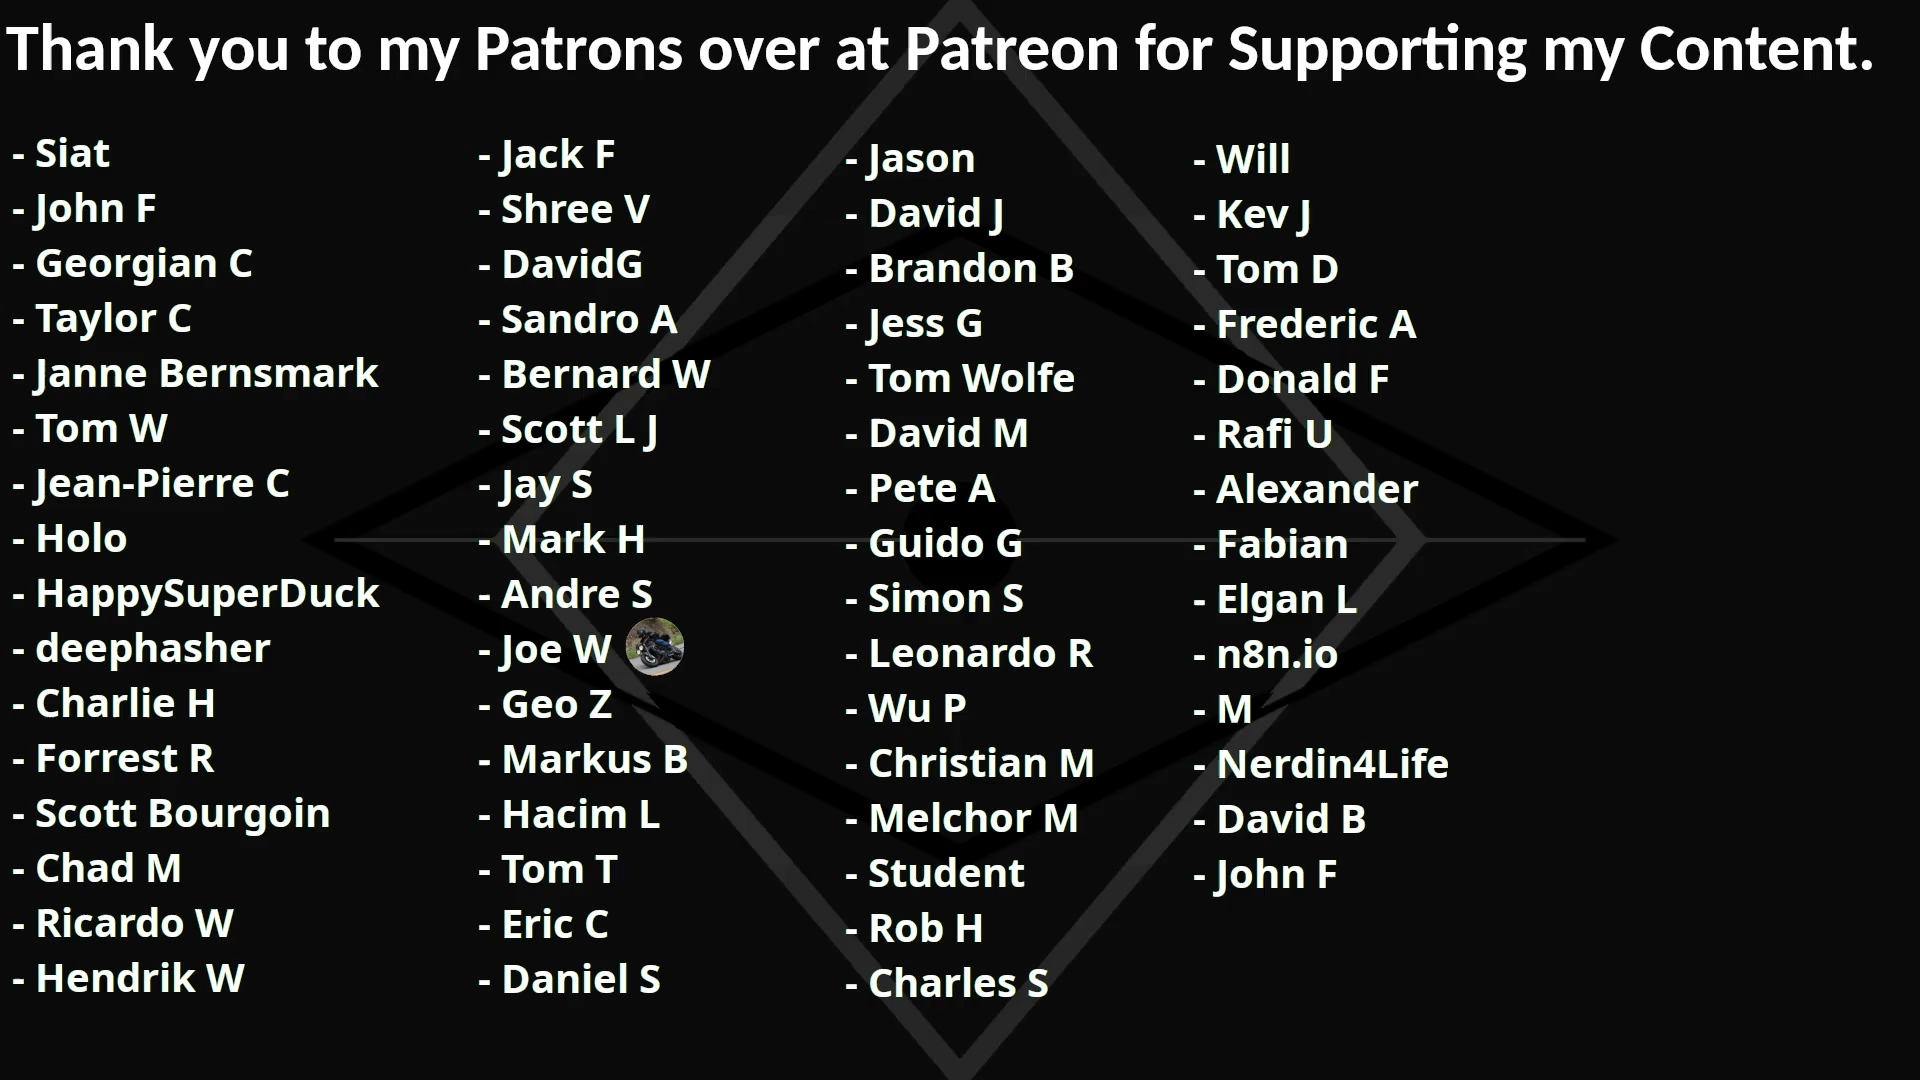 Thank you to my Patrons over at Patreon for Supporting my Content.
- Siat
- John F
- Georgian C
- Taylor C
- Janne Bernsmark
- Tom W
- Jean-Pierre C
- Holo
- HappySuperDuck
- deephasher
- Charlie H
- Forrest R
- Scott Bourgoin
- Chad M
- Ricardo W
- Hendrik W
- Jack F
- Shree V
- DavidG
- Sandro A
- Bernard W
- Scott L J
- Jay S
- Mark H
- Andre S
- Joe W
- Geo Z
- Markus B
- Hacim L
- Tom T
- Eric C
- Daniel S
- Jason
- David J
- Brandon B
- Jess G
- Tom Wolfe
- David M
- Pete A
- Guido G
- Simon S
- Leonardo R
- Wu P
- Christian M
- Melchor M
- Student
- Rob H
- Charles S
- Will
- Kev J
- Tom D
- Frederic A
- Donald F
- Rafi U
- Alexander
- Fabian
- Elgan L
- n8n.io
- M
- Nerdin4Life
- David B
- John F